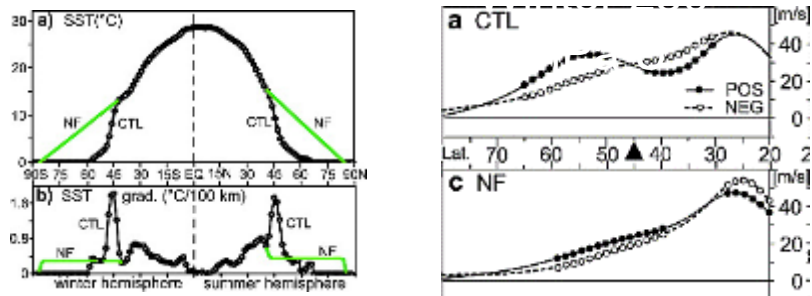 a) SST(°C)
30
20
10
0
NF
CTL
CTL
NF
90S 75 60 45 30 15S EQ 15N 30 45 60 75 90N
b) SST grad. (°C/100 km)
1.8
0.9
0
CTL
CTL
NF
NF
winter hemisphere summer hemisphere
a CTL
[m/s]
40
20
0
POS
NEG
Lat. 70 60 50 40 30 20
c NF
[m/s]
40
20
0